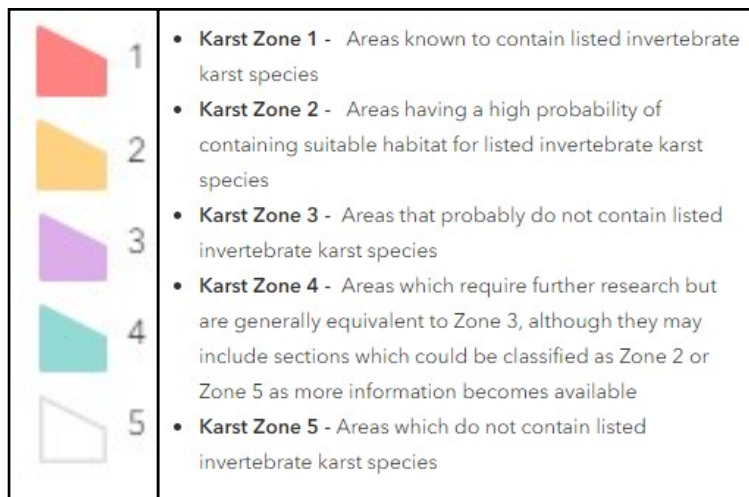 1
2
3
4
5
• Karst Zone 1 - Areas known to contain listed invertebrate
karst species
• Karst Zone 2 - Areas having a high probability of
containing suitable habitat for listed invertebrate karst
species
• Karst Zone 3 - Areas that probably do not contain listed
invertebrate karst species
• Karst Zone 4 - Areas which require further research but
are generally equivalent to Zone 3, although they may
include sections which could be classified as Zone 2 or
Zone 5 as more information becomes available
• Karst Zone 5 - Areas which do not contain listed
invertebrate karst species